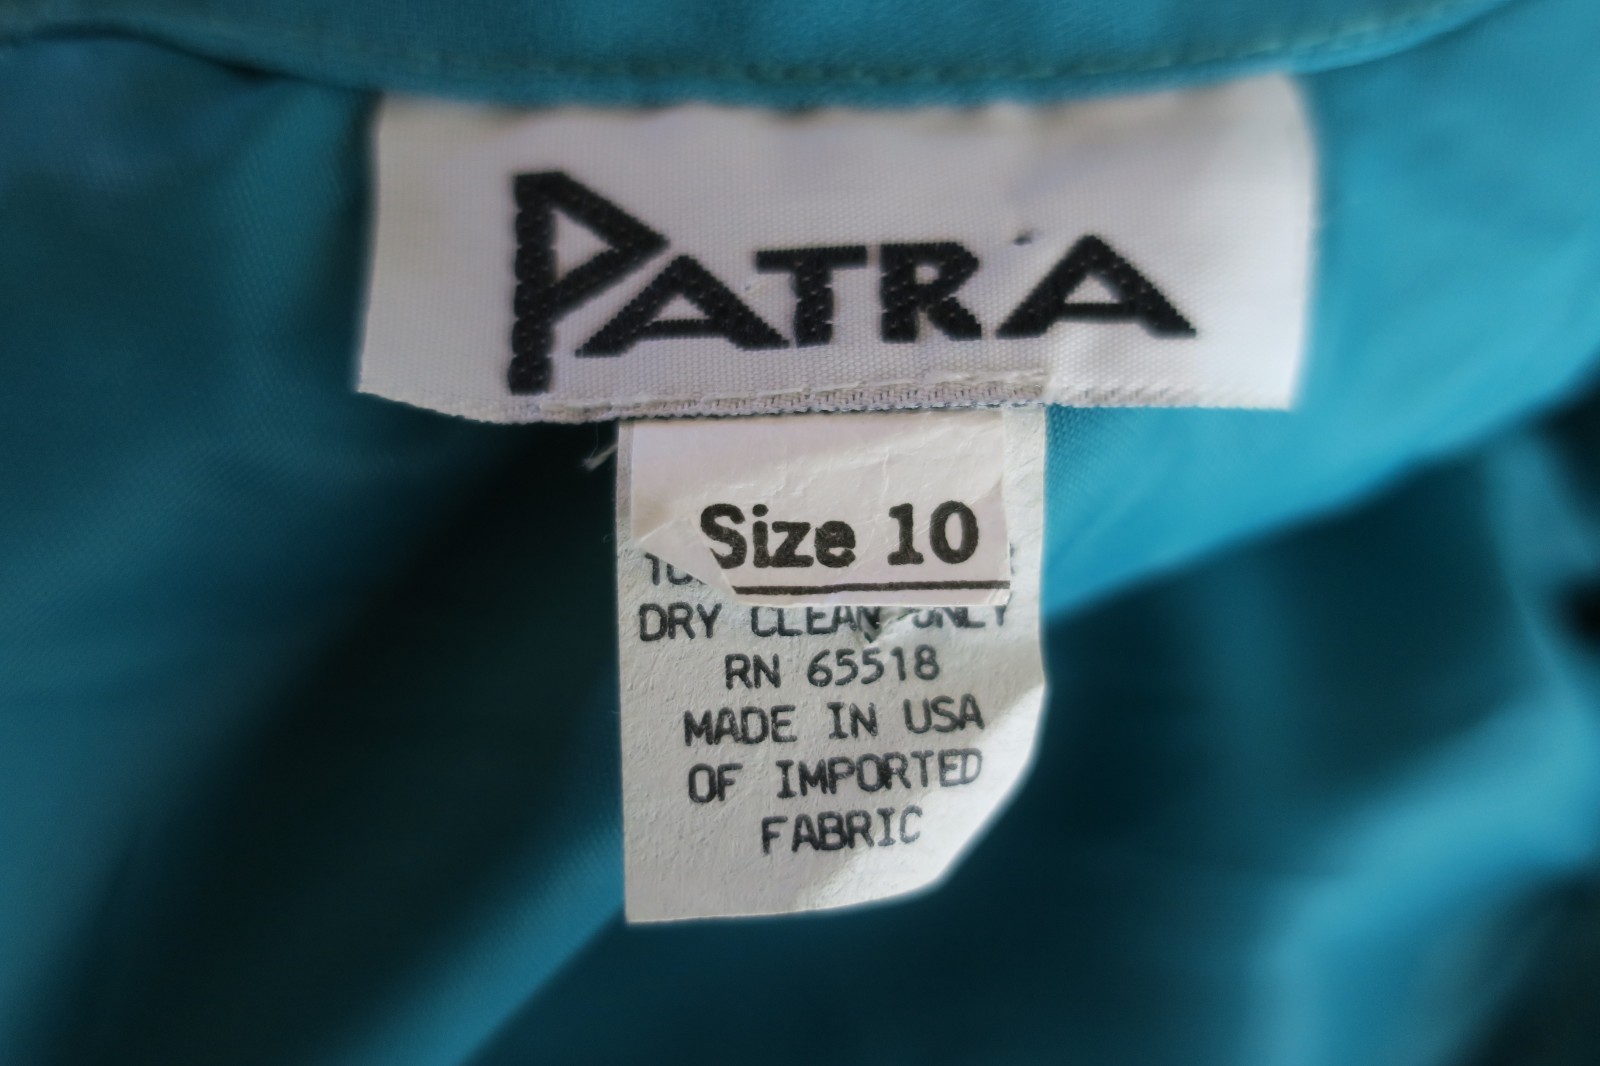 PATRA
Size 10
DRY CLEAN ONLY
RN 65518
MADE IN USA
OF IMPORTED
FABRIC